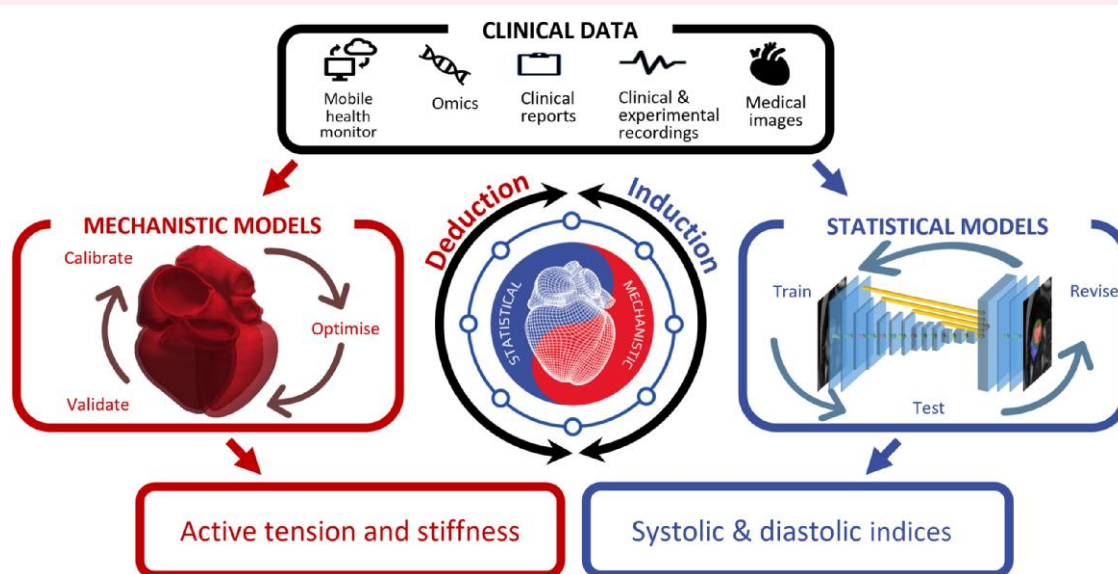 CLINICAL DATA
Mobile
health
monitor
Omics
Clinical
reports
Clinical &
experimental
recordings
Medical
images
Deduction
Induction
MECHANISTIC MODELS
Calibrate
Optimise
Validate
STATISTICAL
MECHANISTIC
STATISTICAL MODELS
Train
Revise
Test
Active tension and stiffness
Systolic & diastolic indices